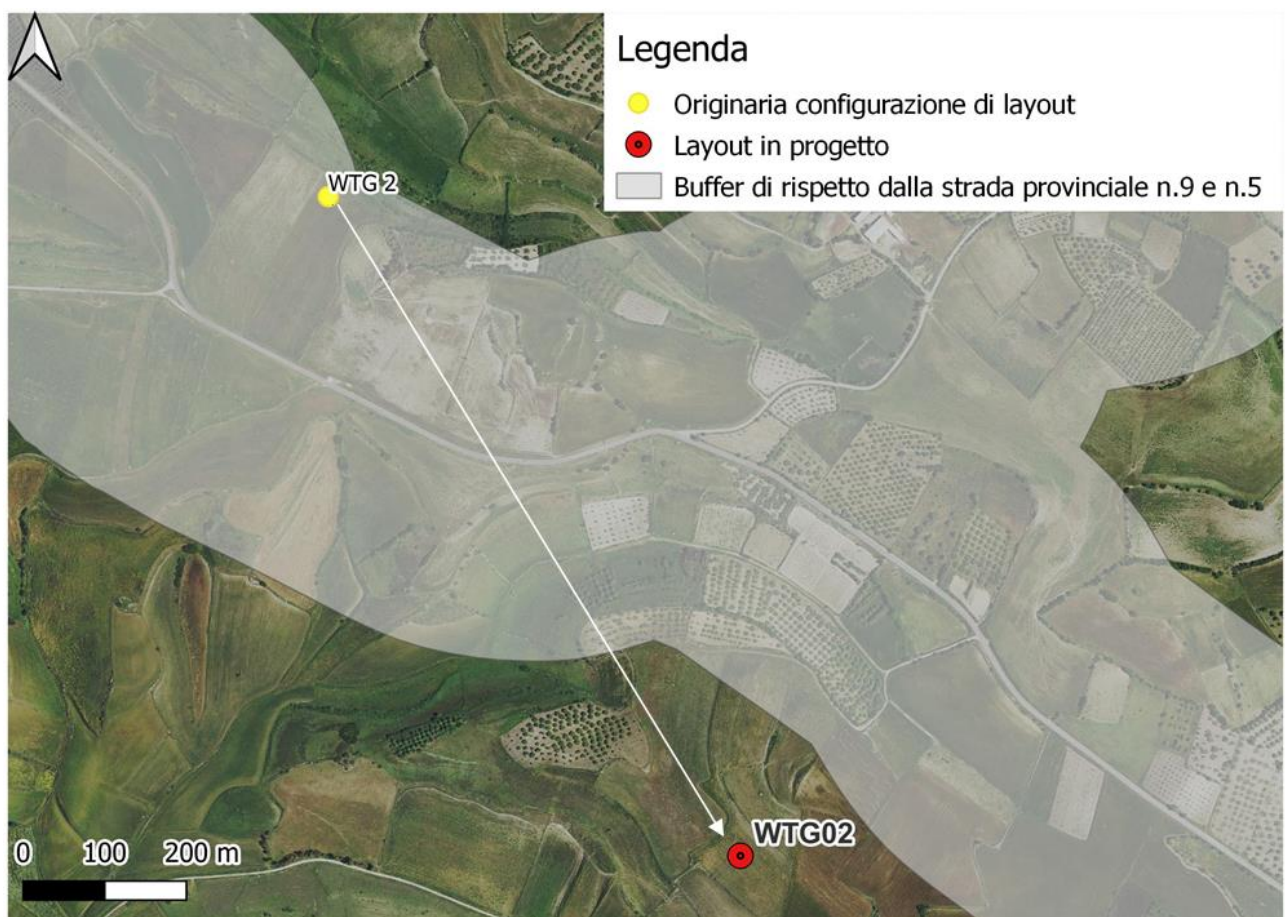 Legenda
Originaria configurazione di layout
Layout in progetto
Buffer di rispetto dalla strada provinciale n.9 e n.5
WTG 2
WTG02
0 100 200 m